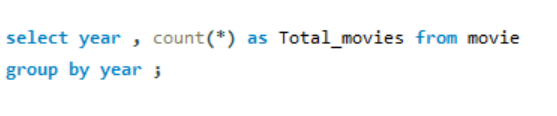 select year , count(*) as Total_movies from movie
group by year ;